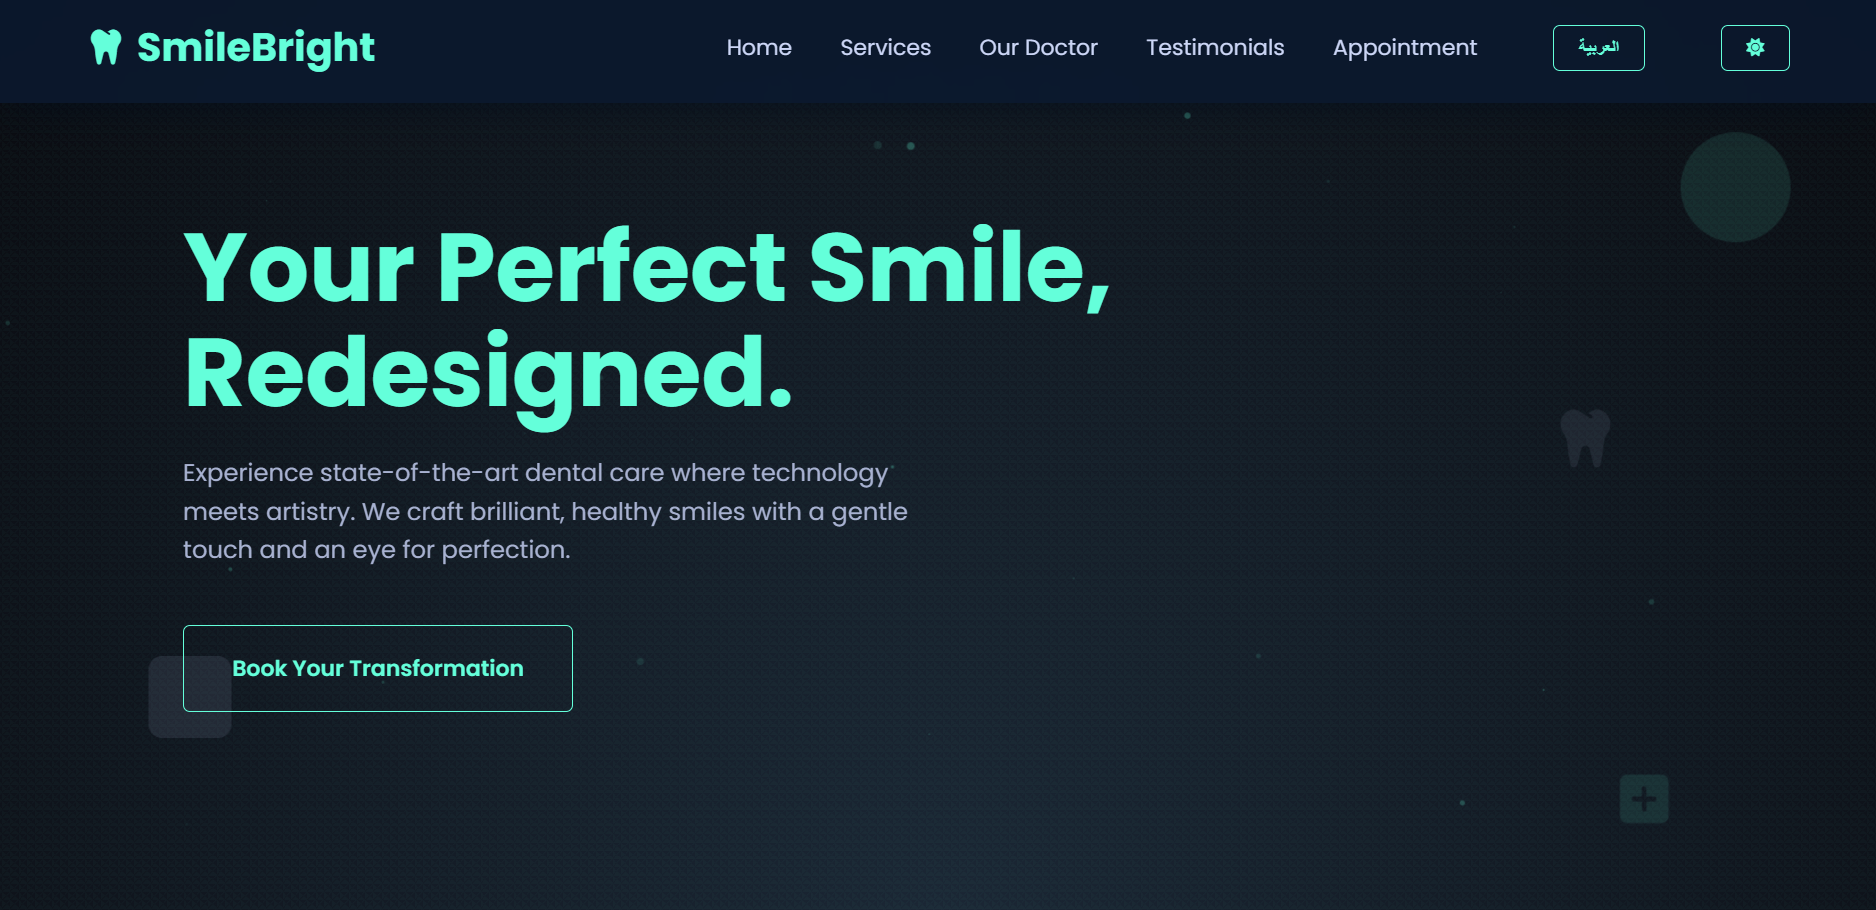 SmileBright
Home
Services
Our Doctor
Testimonials
Appointment
العربية
Your Perfect Smile,
Redesigned.
Experience state-of-the-art dental care where technology
meets artistry. We craft brilliant, healthy smiles with a gentle
touch and an eye for perfection.
Book Your Transformation